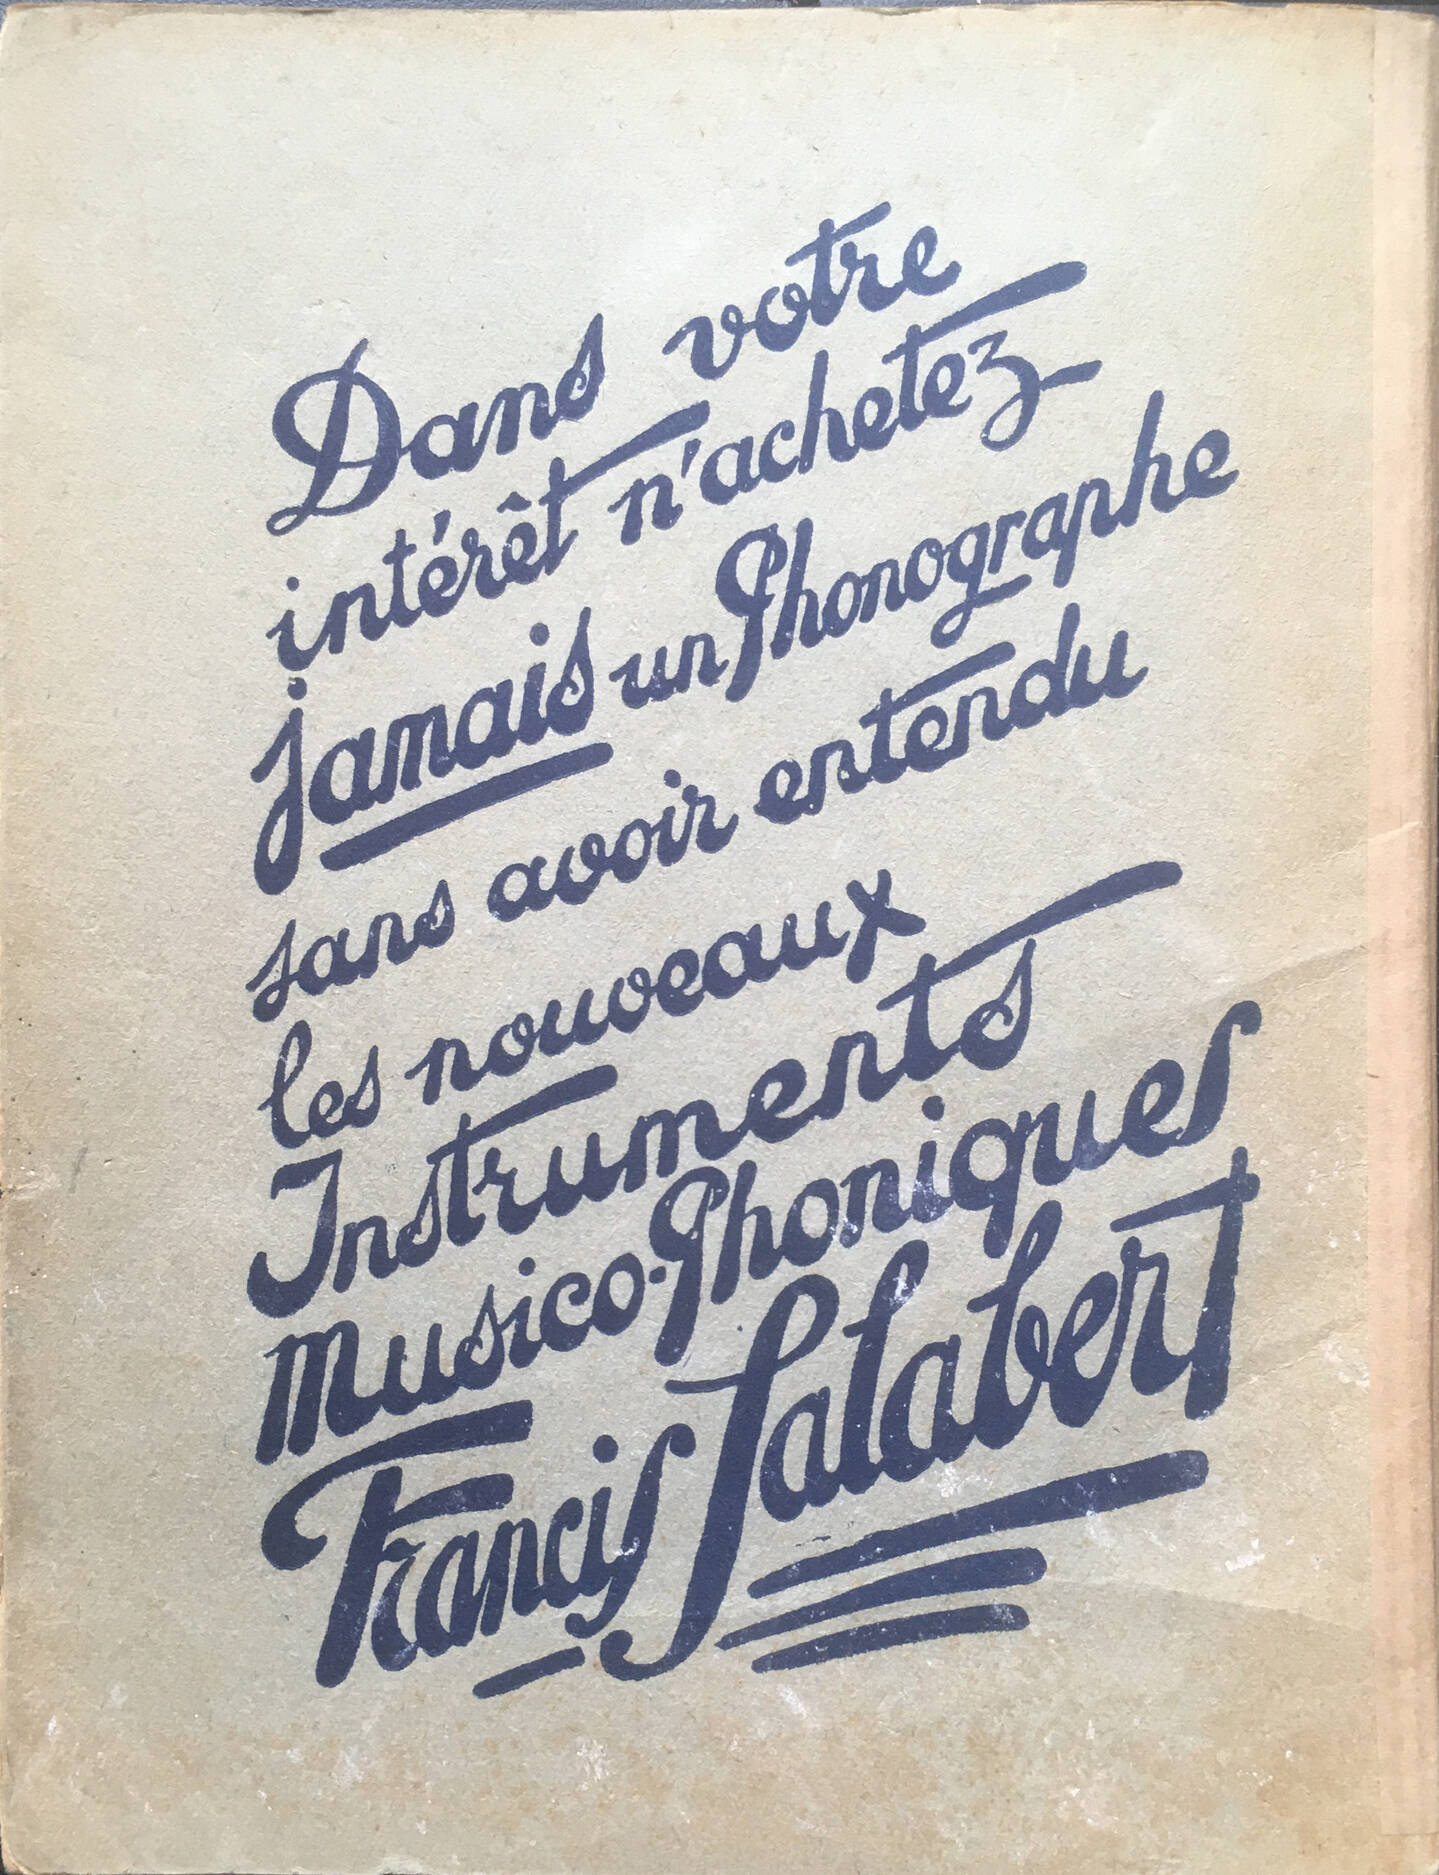 Dans votre
intérêt n'achetez
jamais un Phonographe
sans avoir entendu
les nouveaux
Instruments
Musico-Phoniques
Francis Salabert